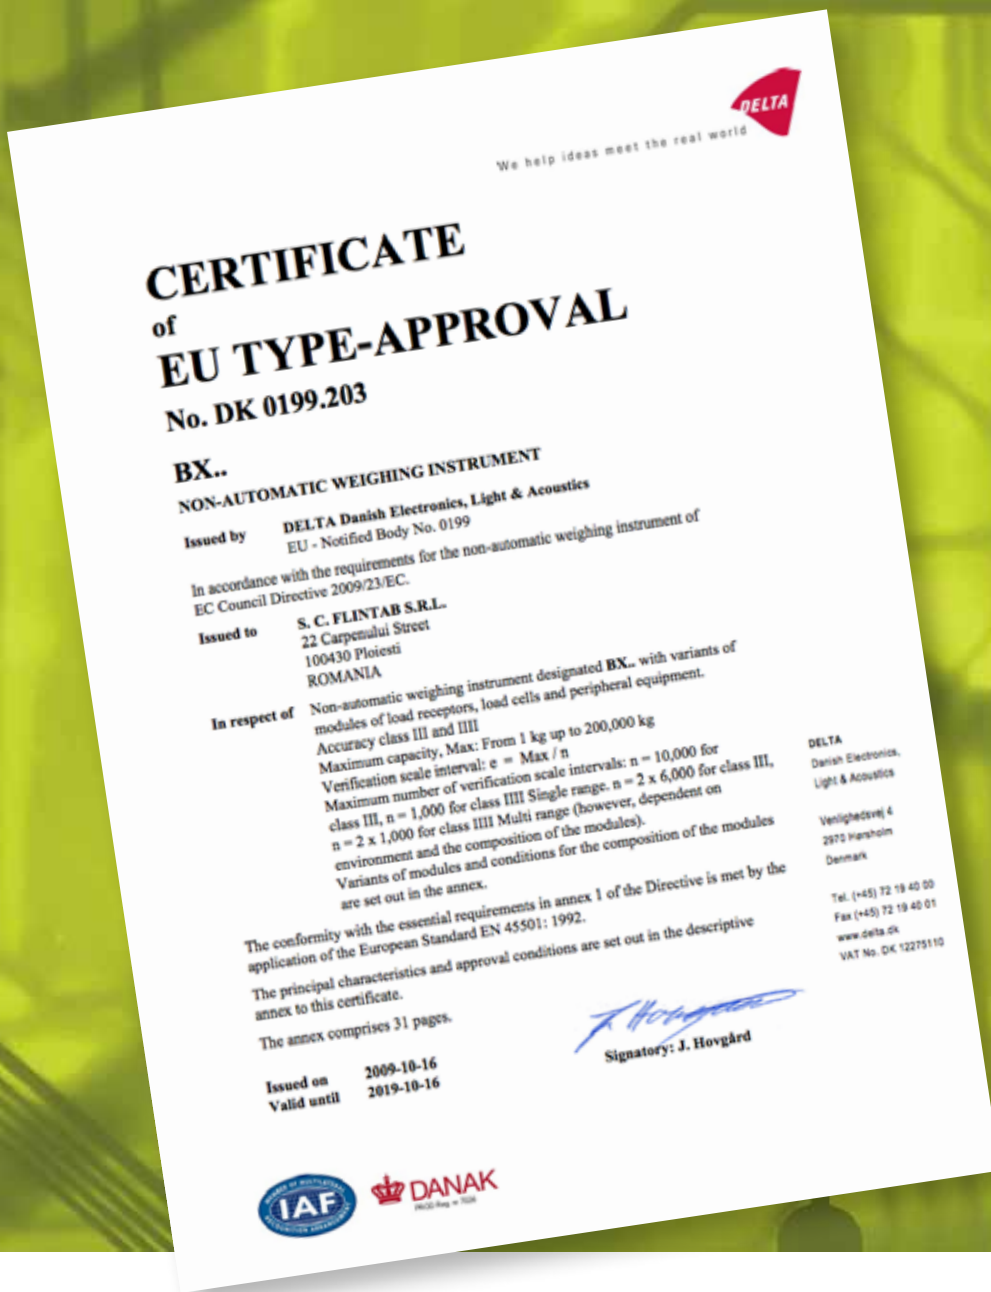 DELTA
We help ideas meet the real world
CERTIFICATE
of
EU TYPE-APPROVAL
No. DK 0199.203
BX..
NON-AUTOMATIC WEIGHING INSTRUMENT
Issued by DELTA Danish Electronics, Light & Acoustics
EU - Notified Body No. 0199
In accordance with the requirements for the non-automatic weighing instrument of
EC Council Directive 2009/23/EC.
Issued to S. C. FLINTAB S.R.L.
22 Carpenului Street
100430 Ploiesti
ROMANIA
In respect of Non-automatic weighing instrument designated BX.. with variants of
modules of load receptors, load cells and peripheral equipment.
Accuracy class III and IIII
Maximum capacity, Max: From 1 kg up to 200,000 kg
Verification scale interval: e = Max / n
Maximum number of verification scale intervals: n = 10,000 for
class III, n = 1,000 for class IIII Single range. n = 2 x 6,000 for class III,
n = 2 x 1,000 for class IIII Multi range (however, dependent on
environment and the composition of the modules).
Variants of modules and conditions for the composition of the modules
are set out in the annex.
The conformity with the essential requirements in annex 1 of the Directive is met by the
application of the European Standard EN 45501: 1992.
The principal characteristics and approval conditions are set out in the descriptive
annex to this certificate.
The annex comprises 31 pages.
Issued on 2009-10-16
Valid until 2019-10-16
J. Hovgård
Signatory: J. Hovgård
DELTA
Danish Electronics,
Light & Acoustics
Venlighedsvej 4
2970 Hørsholm
Denmark
Tel. (+45) 72 19 40 00
Fax (+45) 72 19 40 01
www.delta.dk
VAT No. DK 12275110
MEMBER OF MULTILATERAL
IAF
RECOGNITION ARRANGEMENT
DANAK
PROD Reg. nr 7026